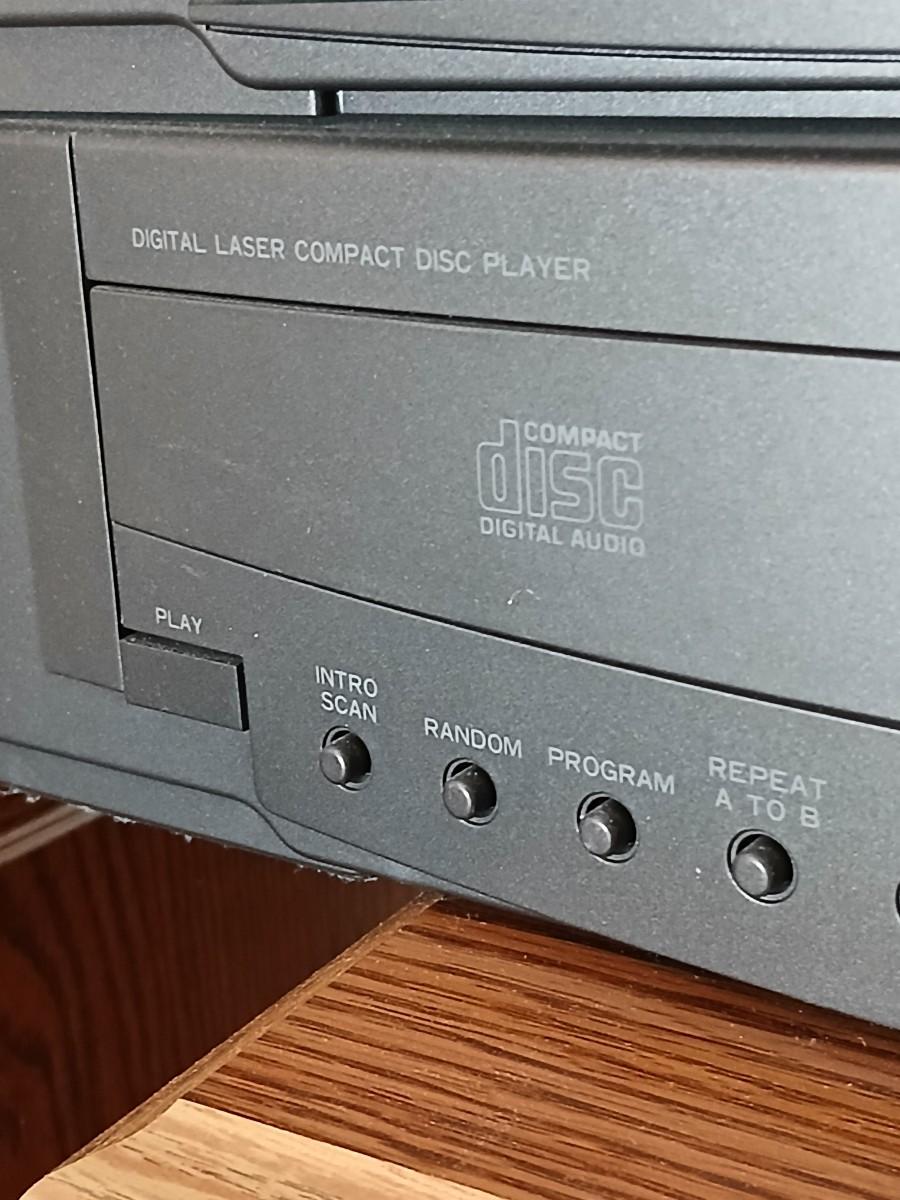 DIGITAL LASER COMPACT DISC PLAYER
COMPACT
disc
DIGITAL AUDIO
PLAY
INTRO
SCAN
RANDOM
PROGRAM
REPEAT
A TO B